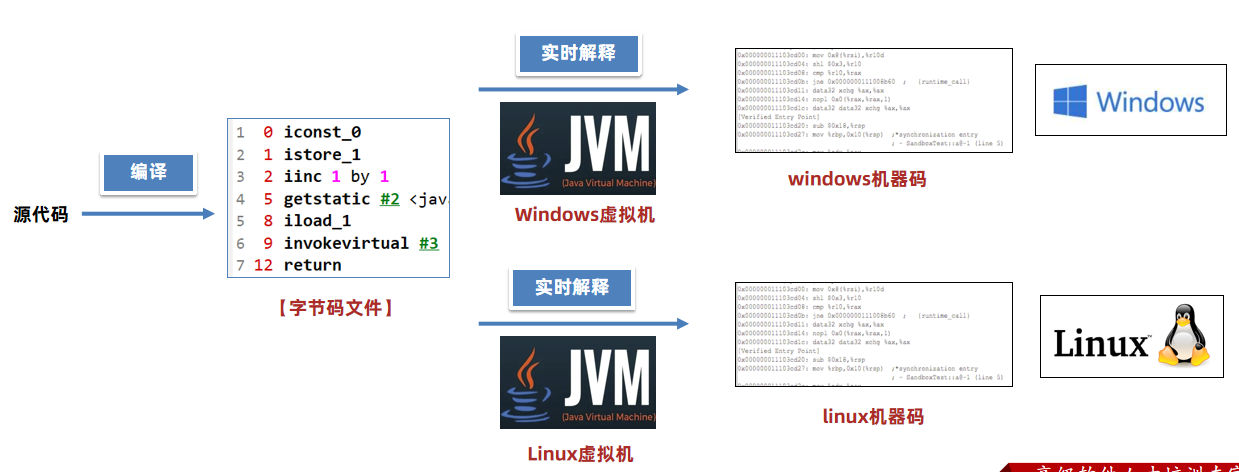 源代码
编译
1 0 iconst_0
2 1 istore_1
3 2 iinc 1 by 1
4 5 getstatic #2 <jav
5 8 iload_1
6 9 invokevirtual #3
7 12 return
【字节码文件】
实时解释
JVM
(Java Virtual Machine)
Windows虚拟机
0x000000011103cd00: mov 0x8(%rsi),%r10d
0x000000011103cd04: shl $0x3,%r10
0x000000011103cd08: cmp %r10,%rax
0x000000011103cd0b: jne 0x0000000111008b60 ; {runtime_call}
0x000000011103cd11: data32 xchg %ax,%ax
0x000000011103cd14: nopl 0x0(%rax,%rax,1)
0x000000011103cd1c: data32 data32 xchg %ax,%ax
[Verified Entry Point]
0x000000011103cd20: sub $0x18,%rsp
0x000000011103cd27: mov %rbp,0x10(%rsp) ;*synchronization entry
; - SandboxTest::a@-1 (line 5)
windows机器码
Windows
实时解释
JVM
(Java Virtual Machine)
Linux虚拟机
0x000000011103cd00: mov 0x8(%rsi),%r10d
0x000000011103cd04: shl $0x3,%r10
0x000000011103cd08: cmp %r10,%rax
0x000000011103cd0b: jne 0x0000000111008b60 ; {runtime_call}
0x000000011103cd11: data32 xchg %ax,%ax
0x000000011103cd14: nopl 0x0(%rax,%rax,1)
0x000000011103cd1c: data32 data32 xchg %ax,%ax
[Verified Entry Point]
0x000000011103cd20: sub $0x18,%rsp
0x000000011103cd27: mov %rbp,0x10(%rsp) ;*synchronization entry
; - SandboxTest::a@-1 (line 5)
linux机器码
Linux